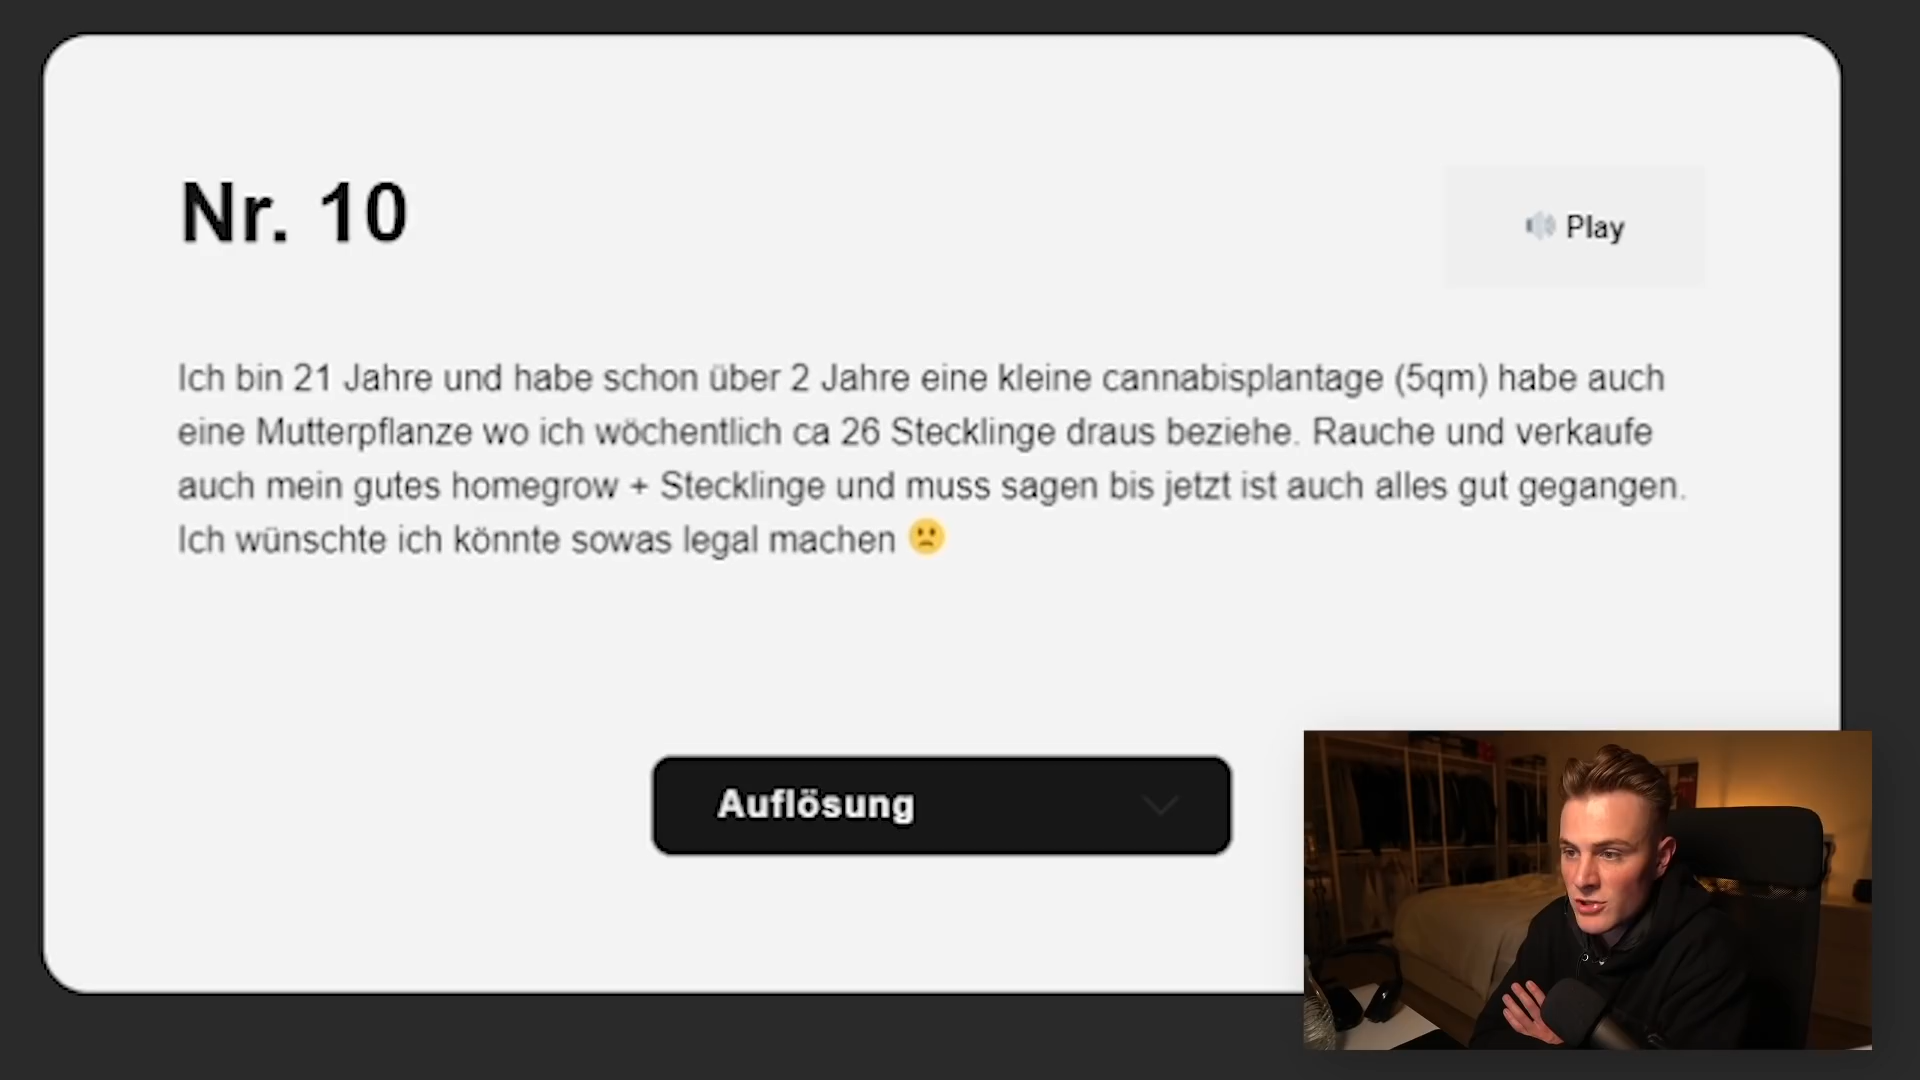 Nr. 10
🔊 Play
Ich bin 21 Jahre und habe schon über 2 Jahre eine kleine cannabisplantage (5qm) habe auch
eine Mutterpflanze wo ich wöchentlich ca 26 Stecklinge draus beziehe. Rauche und verkaufe
auch mein gutes homegrow + Stecklinge und muss sagen bis jetzt ist auch alles gut gegangen.
Ich wünschte ich könnte sowas legal machen 🙁
Auflösung